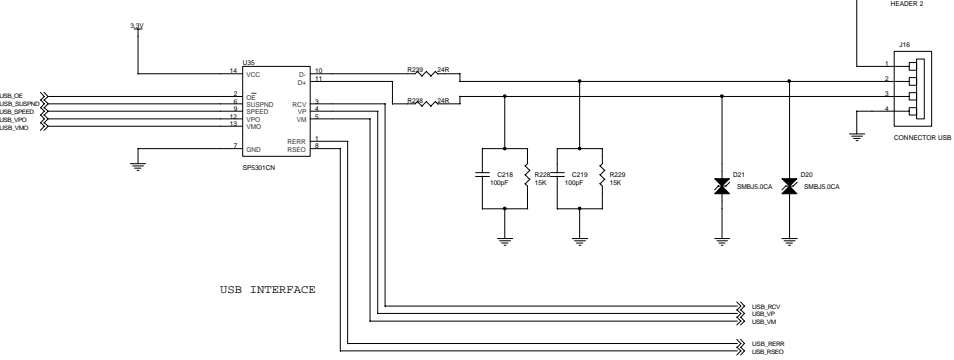 HEADER 2
3.3V
J16
U35
R239 24R
14 VCC D- 10
D+ 11
1
2
3
4
USB_OE
USB_SUSPND
USB_SPEED
USB_VPO
USB_VMO
2 OE
6 SUSPND
9 SPEED
12 VPO
13 VMO
RCV 3
VP 4
VM 5
R238 24R
RERR 1
RSEO 8
7 GND
SP5301CN
CONNECTOR USB
C218
100pF
R228
15K
C219
100pF
R229
15K
D21
SMBJ5.0CA
D20
SMBJ5.0CA
USB INTERFACE
USB_RCV
USB_VP
USB_VM
USB_RERR
USB_RSEO